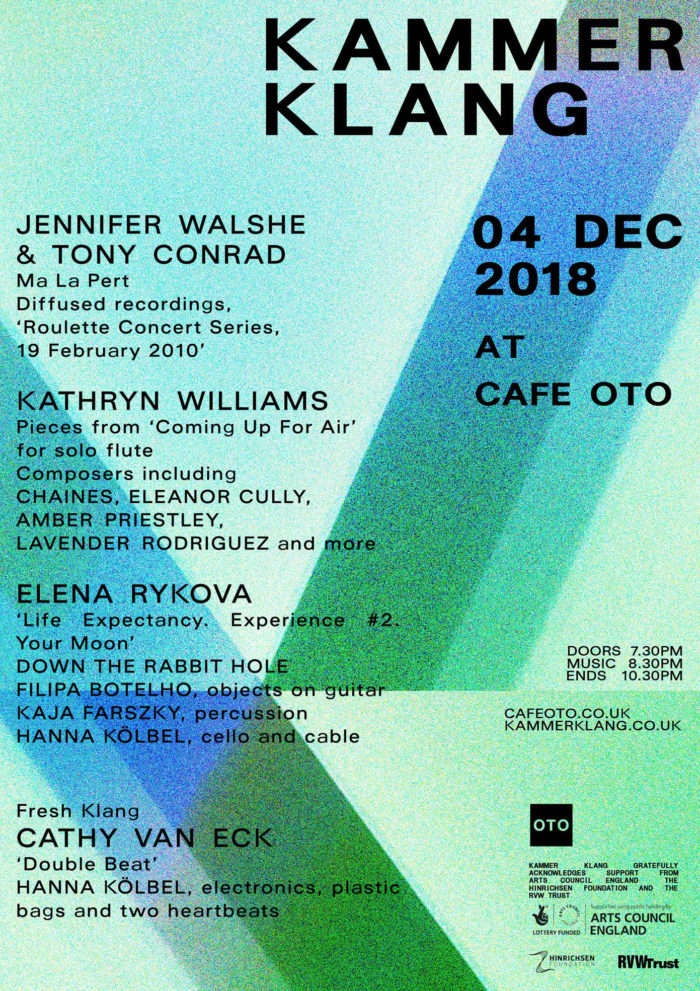 KAMMER
KLANG
JENNIFER WALSHE
& TONY CONRAD
Ma La Pert
Diffused recordings,
‘Roulette Concert Series,
19 February 2010’
KATHRYN WILLIAMS
Pieces from ‘Coming Up For Air’
for solo flute
Composers including
CHAINES, ELEANOR CULLY,
AMBER PRIESTLEY,
LAVENDER RODRIGUEZ and more
ELENA RYKOVA
‘Life Expectancy. Experience #2.
Your Moon’
DOWN THE RABBIT HOLE
FILIPA BOTELHO, objects on guitar
KAJA FARSZKY, percussion
HANNA KÖLBEL, cello and cable
Fresh Klang
CATHY VAN ECK
‘Double Beat’
HANNA KÖLBEL, electronics, plastic
bags and two heartbeats
04 DEC
2018
AT
CAFE OTO
DOORS 7.30PM
MUSIC 8.30PM
ENDS 10.30PM
CAFEOTO.CO.UK
KAMMERKLANG.CO.UK
OTO
KAMMER KLANG GRATEFULLY
ACKNOWLEDGES SUPPORT FROM
ARTS COUNCIL ENGLAND THE
HINRICHSEN FOUNDATION AND THE
RVW TRUST
LOTTERY FUNDED
Supported using public funding by
ARTS COUNCIL
ENGLAND
HINRICHSEN
FOUNDATION
RVWTrust